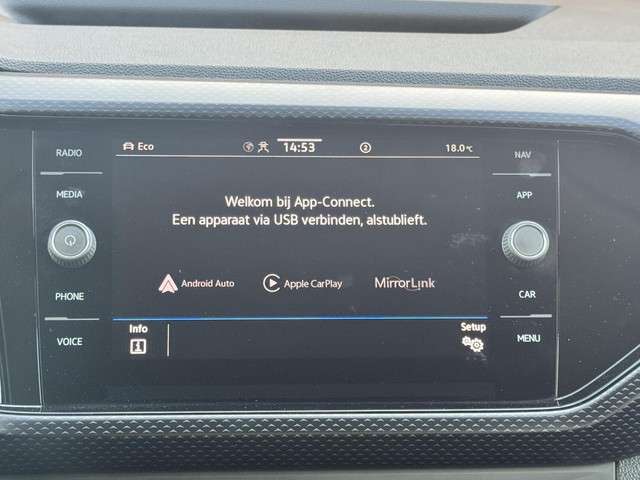 RADIO
MEDIA
PHONE
VOICE
Eco 14:53 2 18.0°C
Welkom bij App-Connect.
Een apparaat via USB verbinden, alstublieft.
Android Auto Apple CarPlay MirrorLink
Info Setup
NAV
APP
CAR
MENU